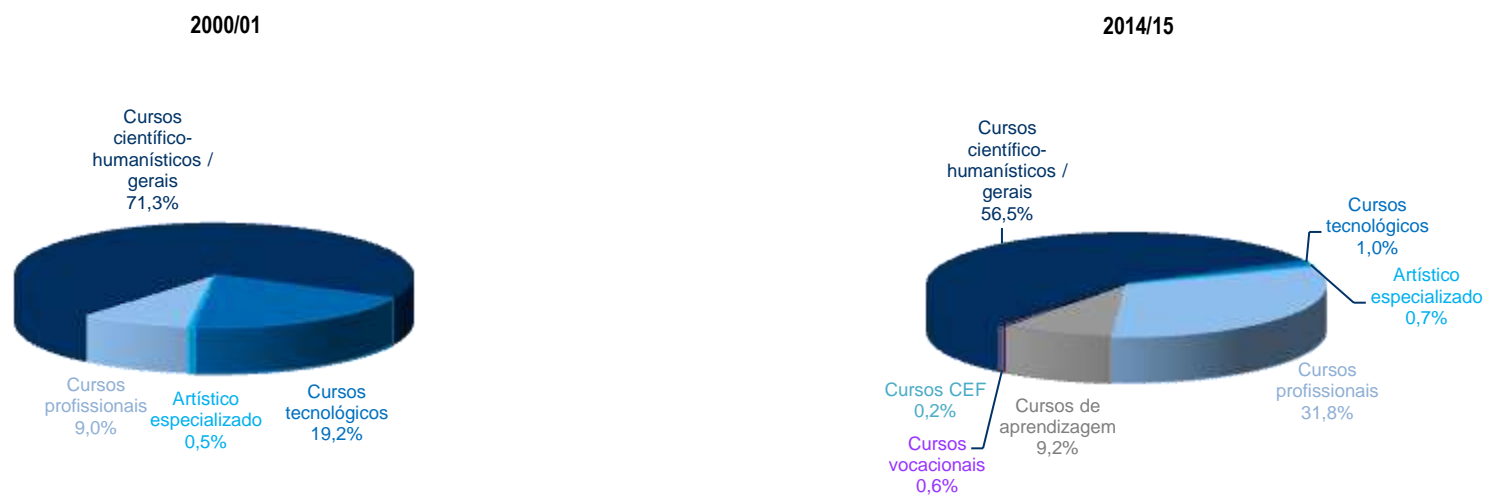 2000/01
Cursos
científico-
humanísticos /
gerais
71,3%
Cursos
profissionais
9,0%
Artístico
especializado
0,5%
Cursos
tecnológicos
19,2%
2014/15
Cursos
científico-
humanísticos /
gerais
56,5%
Cursos
tecnológicos
1,0%
Artístico
especializado
0,7%
Cursos
profissionais
31,8%
Cursos de
aprendizagem
9,2%
Cursos CEF
0,2%
Cursos
vocacionais
0,6%